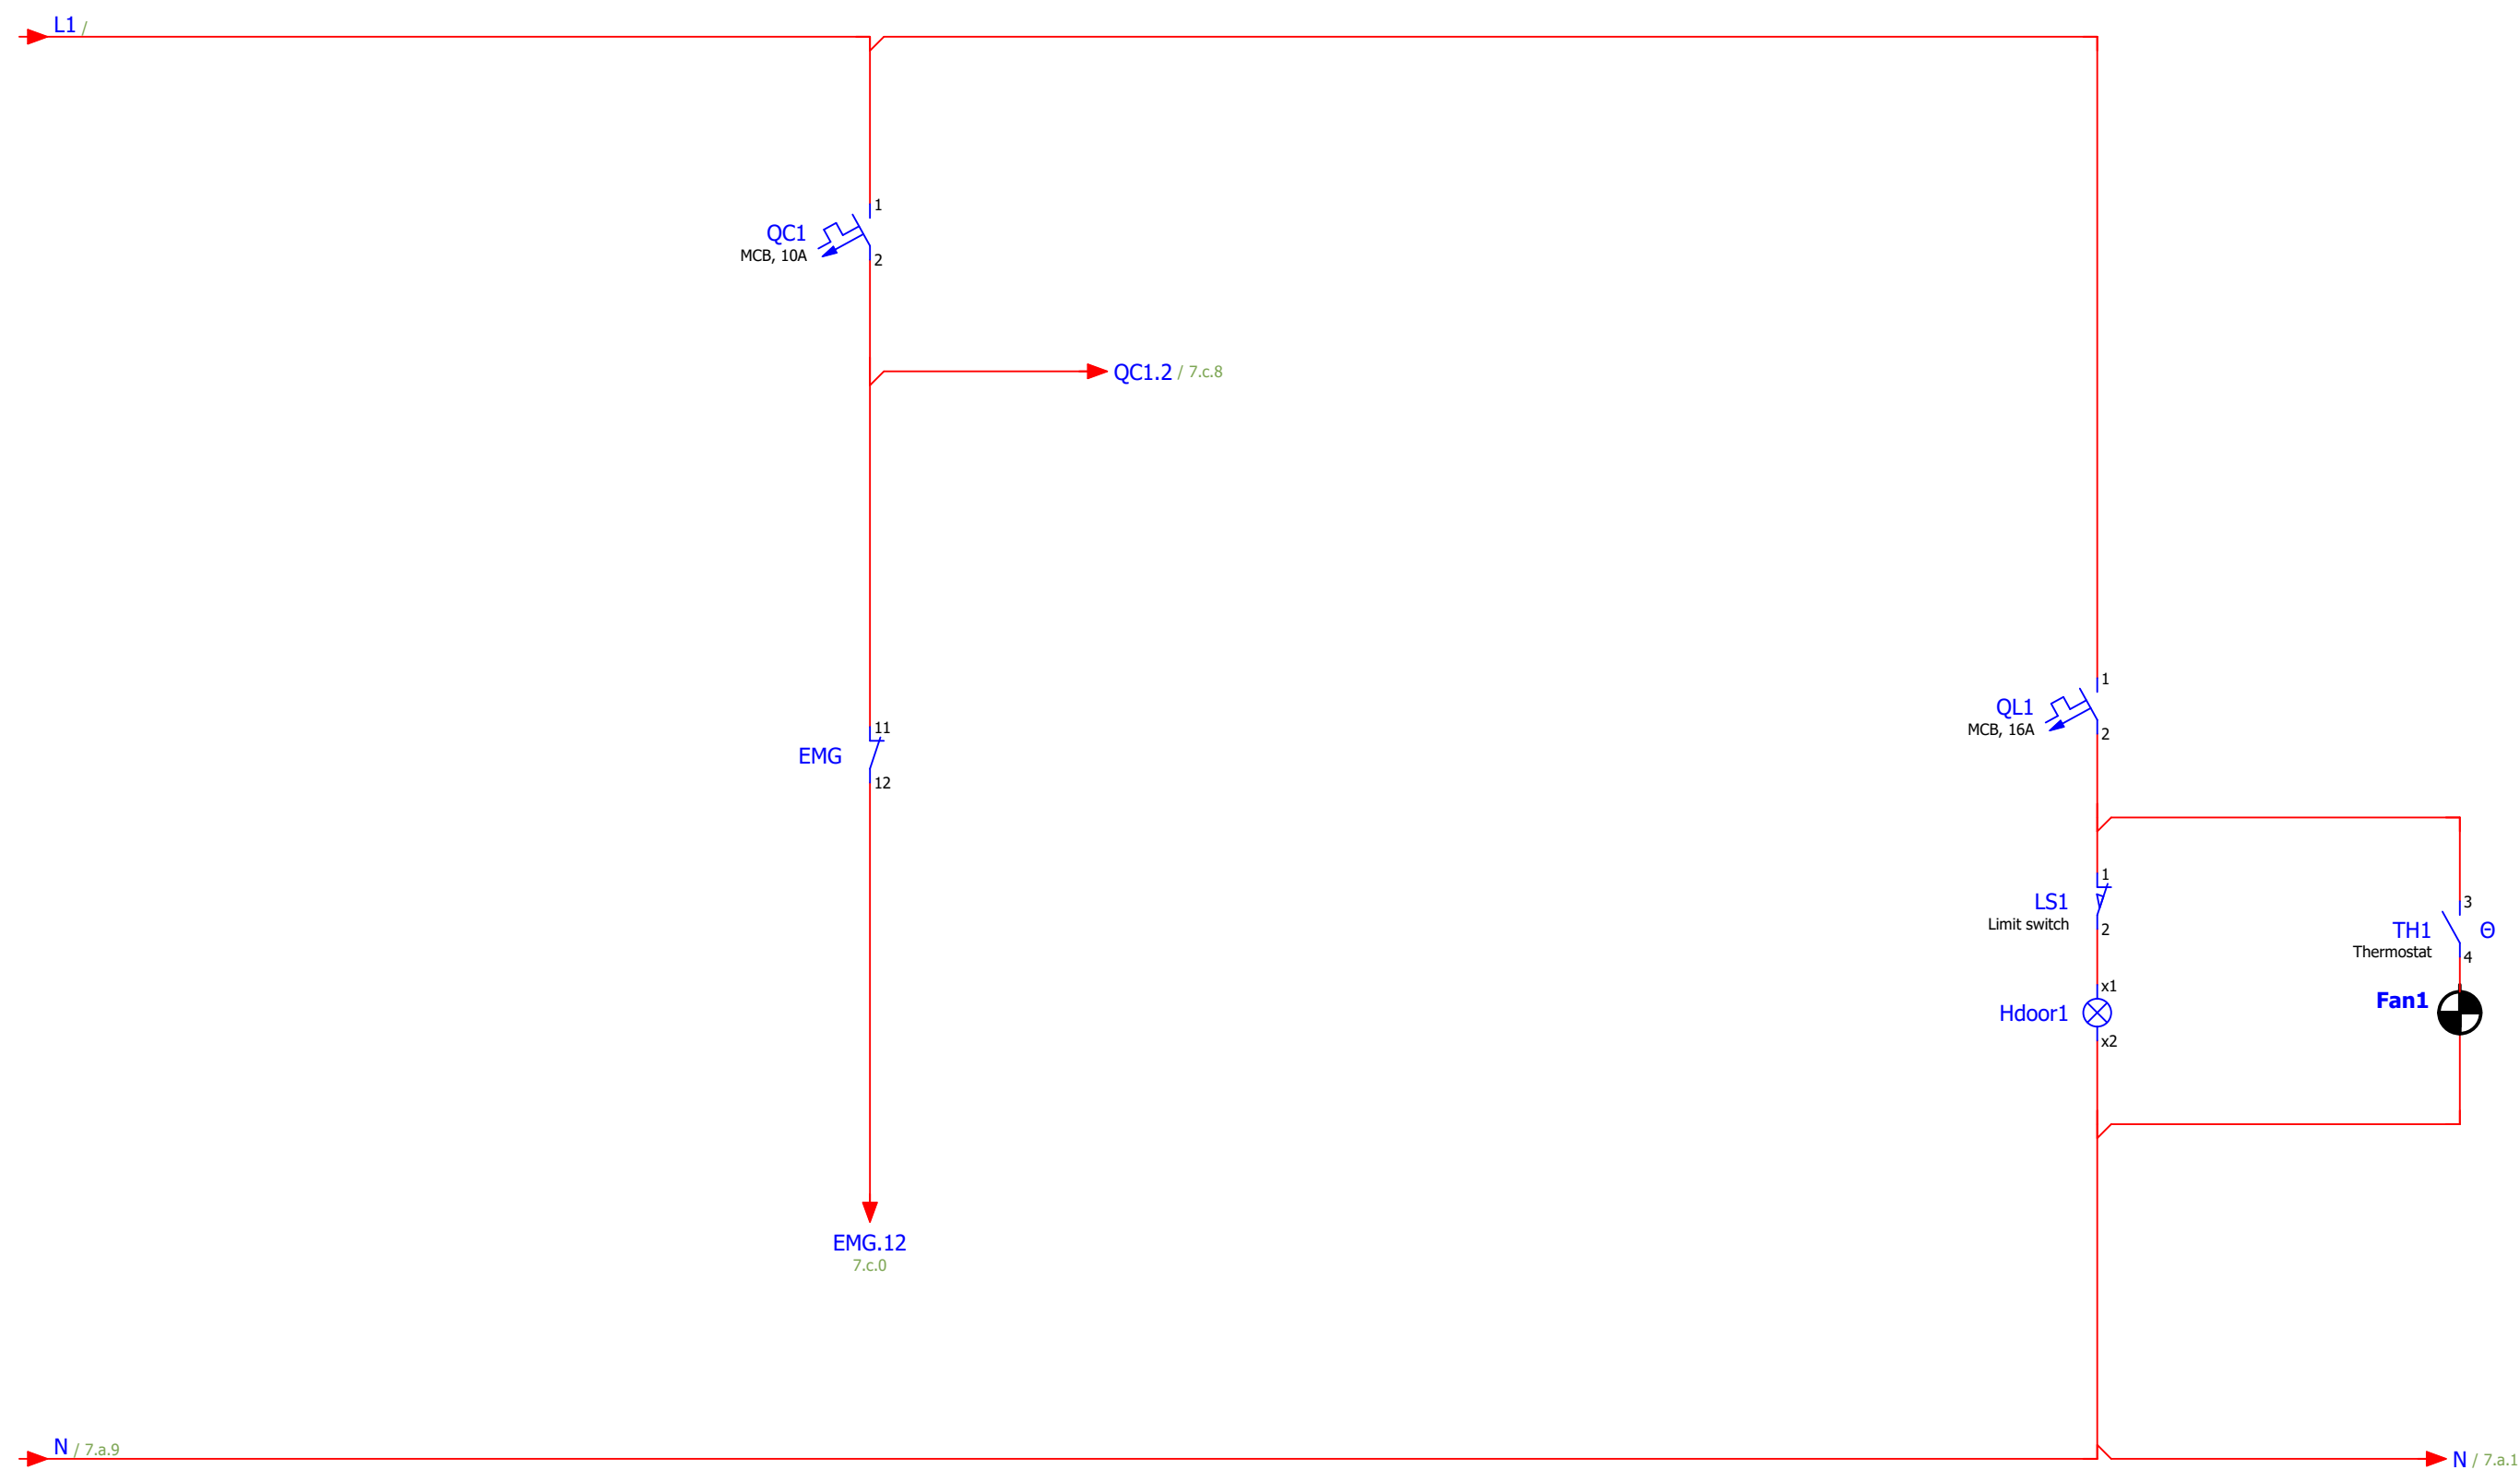 L1 /
1
QC1
MCB, 10A
2
QC1.2 / 7.c.8
1
QL1
MCB, 16A
2
11
EMG
12
1
LS1
Limit switch
2
3
TH1 Θ
Thermostat
4
x1
Hdoor1
x2
Fan1
EMG.12
7.c.0
N / 7.a.9
N / 7.a.1